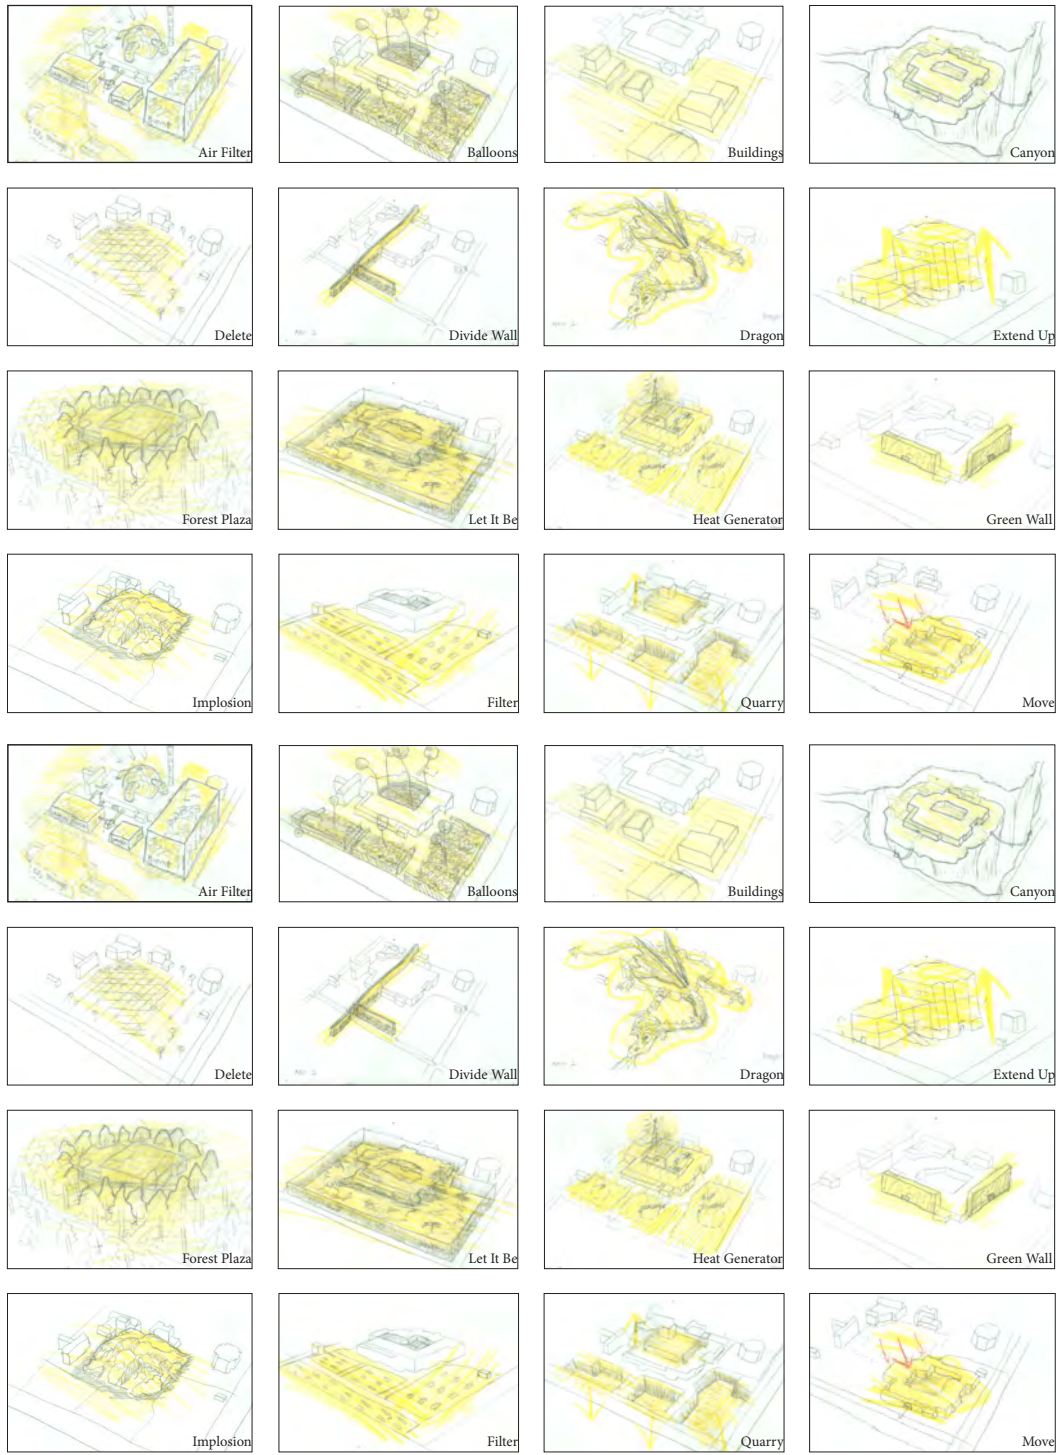 Air Filter
Balloons
Buildings
Canyon
Delete
Divide Wall
Dragon
Extend Up
Forest Plaza
Let It Be
Heat Generator
Green Wall
Implosion
Filter
Quarry
Move
Air Filter
Balloons
Buildings
Canyon
Delete
Divide Wall
Dragon
Extend Up
Forest Plaza
Let It Be
Heat Generator
Green Wall
Implosion
Filter
Quarry
Move